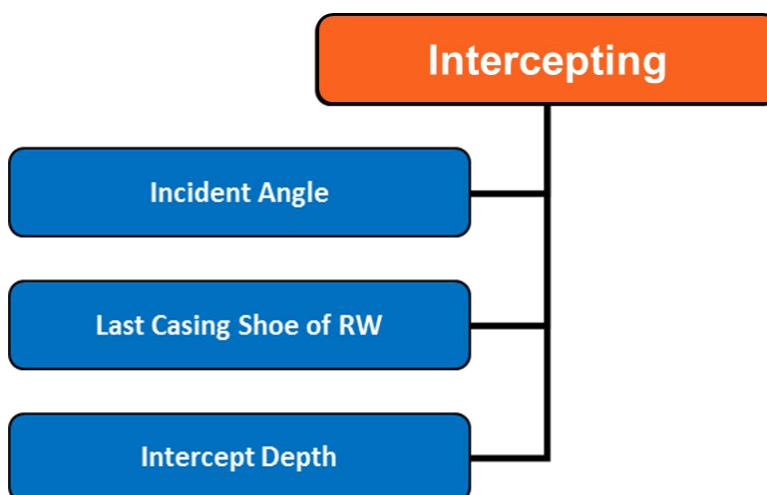 Intercepting
Incident Angle
Last Casing Shoe of RW
Intercept Depth